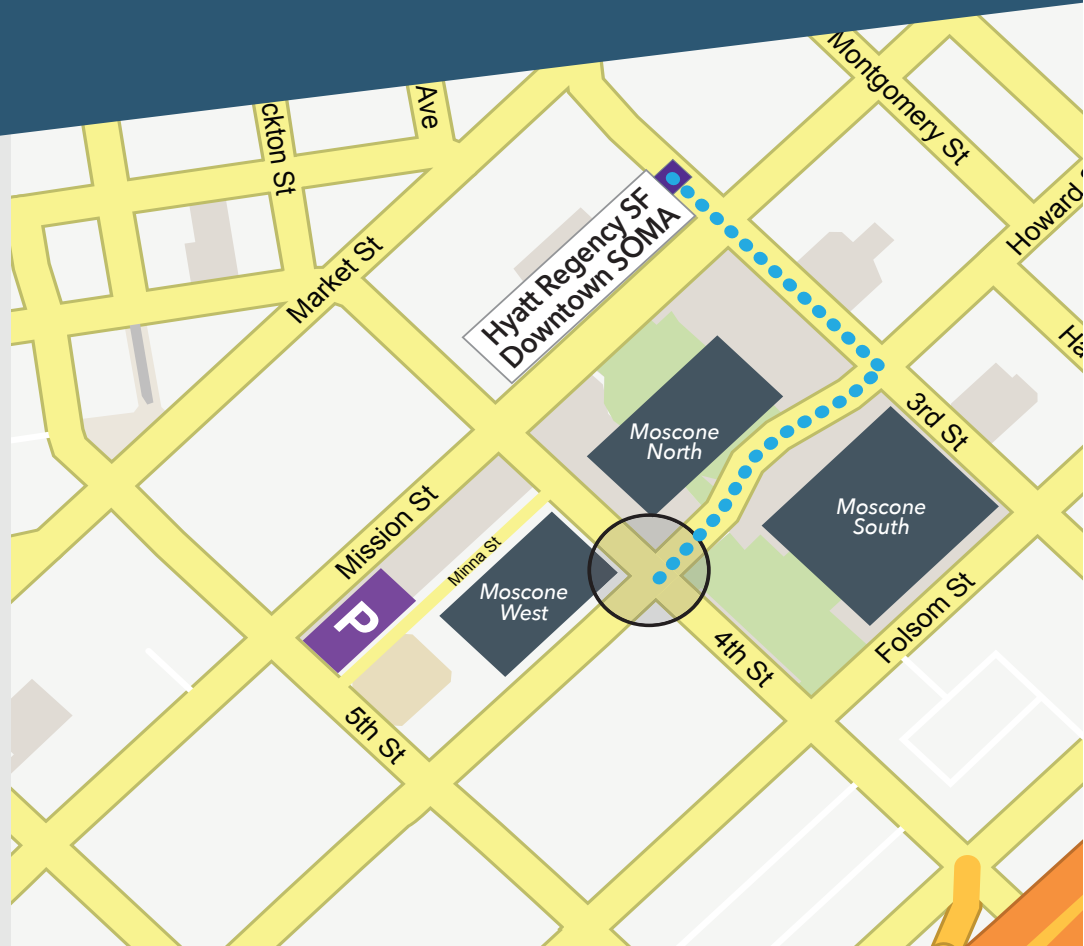 Montgomery St
Ave
ckton St
Howard
Market St
Hyatt Regency SF
Downtown SOMA
3rd St
Moscone
North
Moscone
South
Mission St
Minna St
Moscone
West
P
4th St
Folsom St
5th St